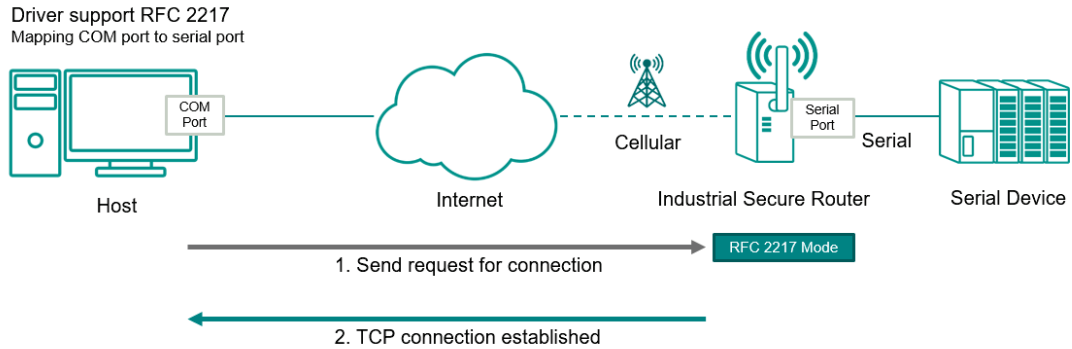 Driver support RFC 2217
Mapping COM port to serial port
COM
Port
Serial
Port
Cellular
Serial
Host
Internet
Industrial Secure Router
Serial Device
RFC 2217 Mode
1. Send request for connection
2. TCP connection established